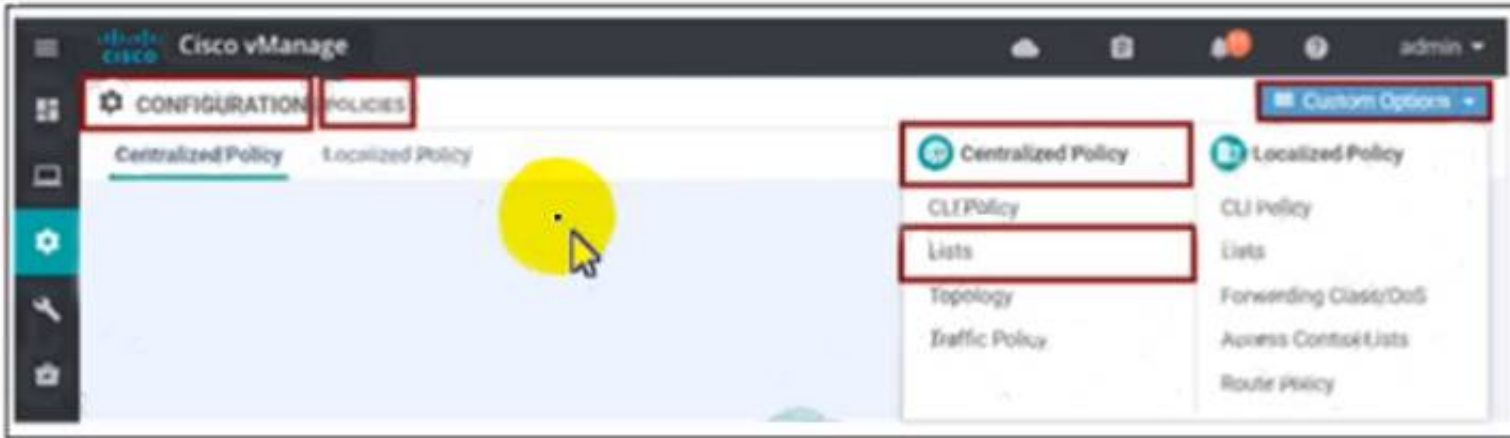 CISCO Cisco vManage admin
CONFIGURATION POLICIES Custom Options
Centralized Policy Localized Policy
Centralized Policy Localized Policy
CLI Policy CLI Policy
Lists Lists
Topology Forwarding Class/QoS
Traffic Policy Access Control Lists
Route Policy